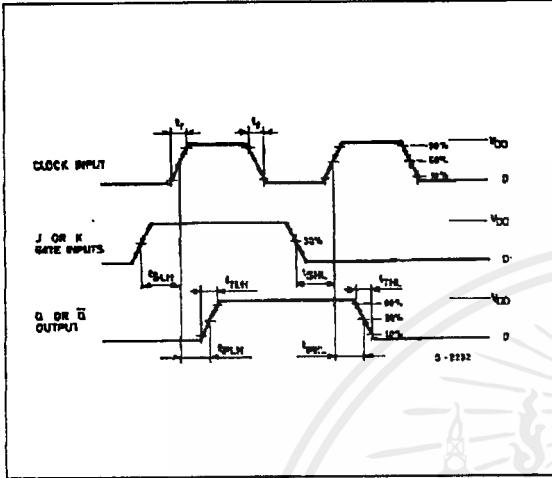 tr
tf
VDD
90%
CLOCK INPUT
50%
10%
0
VDD
J OR K
GATE INPUTS
50%
0
tSLH
tSHL
tTLH
tTHL
VDD
90%
Q OR Q̅
OUTPUT
50%
10%
0
tPLH
tPHL
S-2232